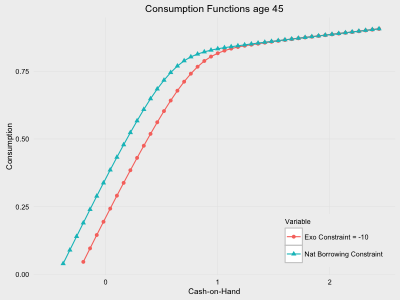 Consumption Functions age 45
Consumption
0.75
0.50
0.25
0.00
0
1
2
Cash-on-Hand
Variable
Exo Constraint = -10
Nat Borrowing Constraint